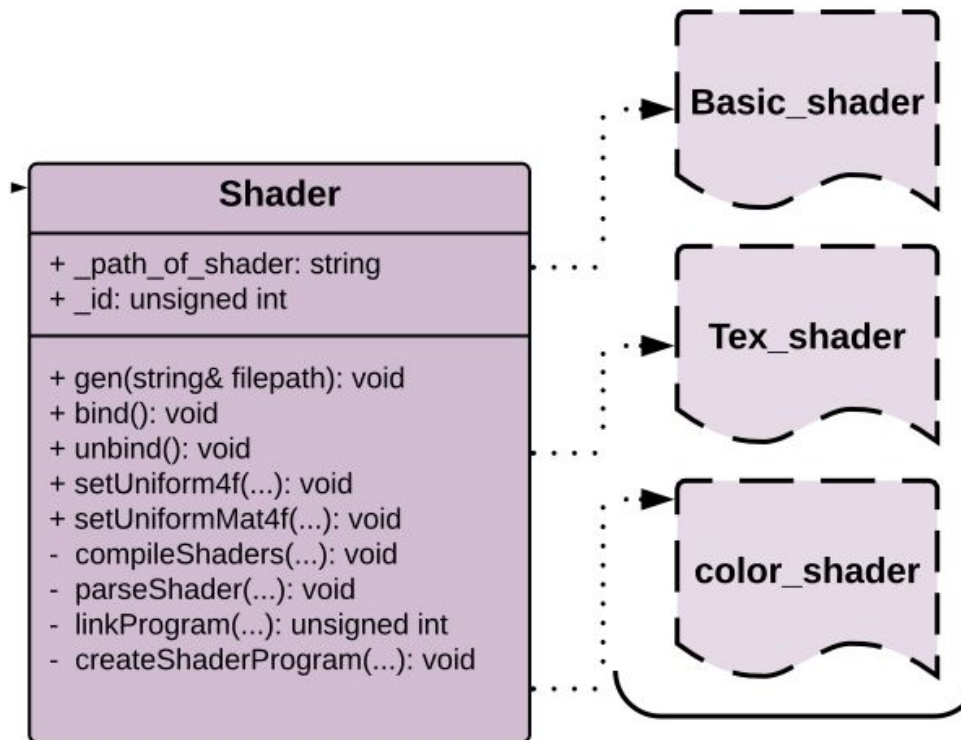 Basic_shader
Shader
+ _path_of_shader: string
+ _id: unsigned int
Tex_shader
+ gen(string& filepath): void
+ bind(): void
+ unbind(): void
+ setUniform4f(...): void
+ setUniformMat4f(...): void
- compileShaders(...): void
- parseShader(...): void
- linkProgram(...): unsigned int
- createShaderProgram(...): void
color_shader